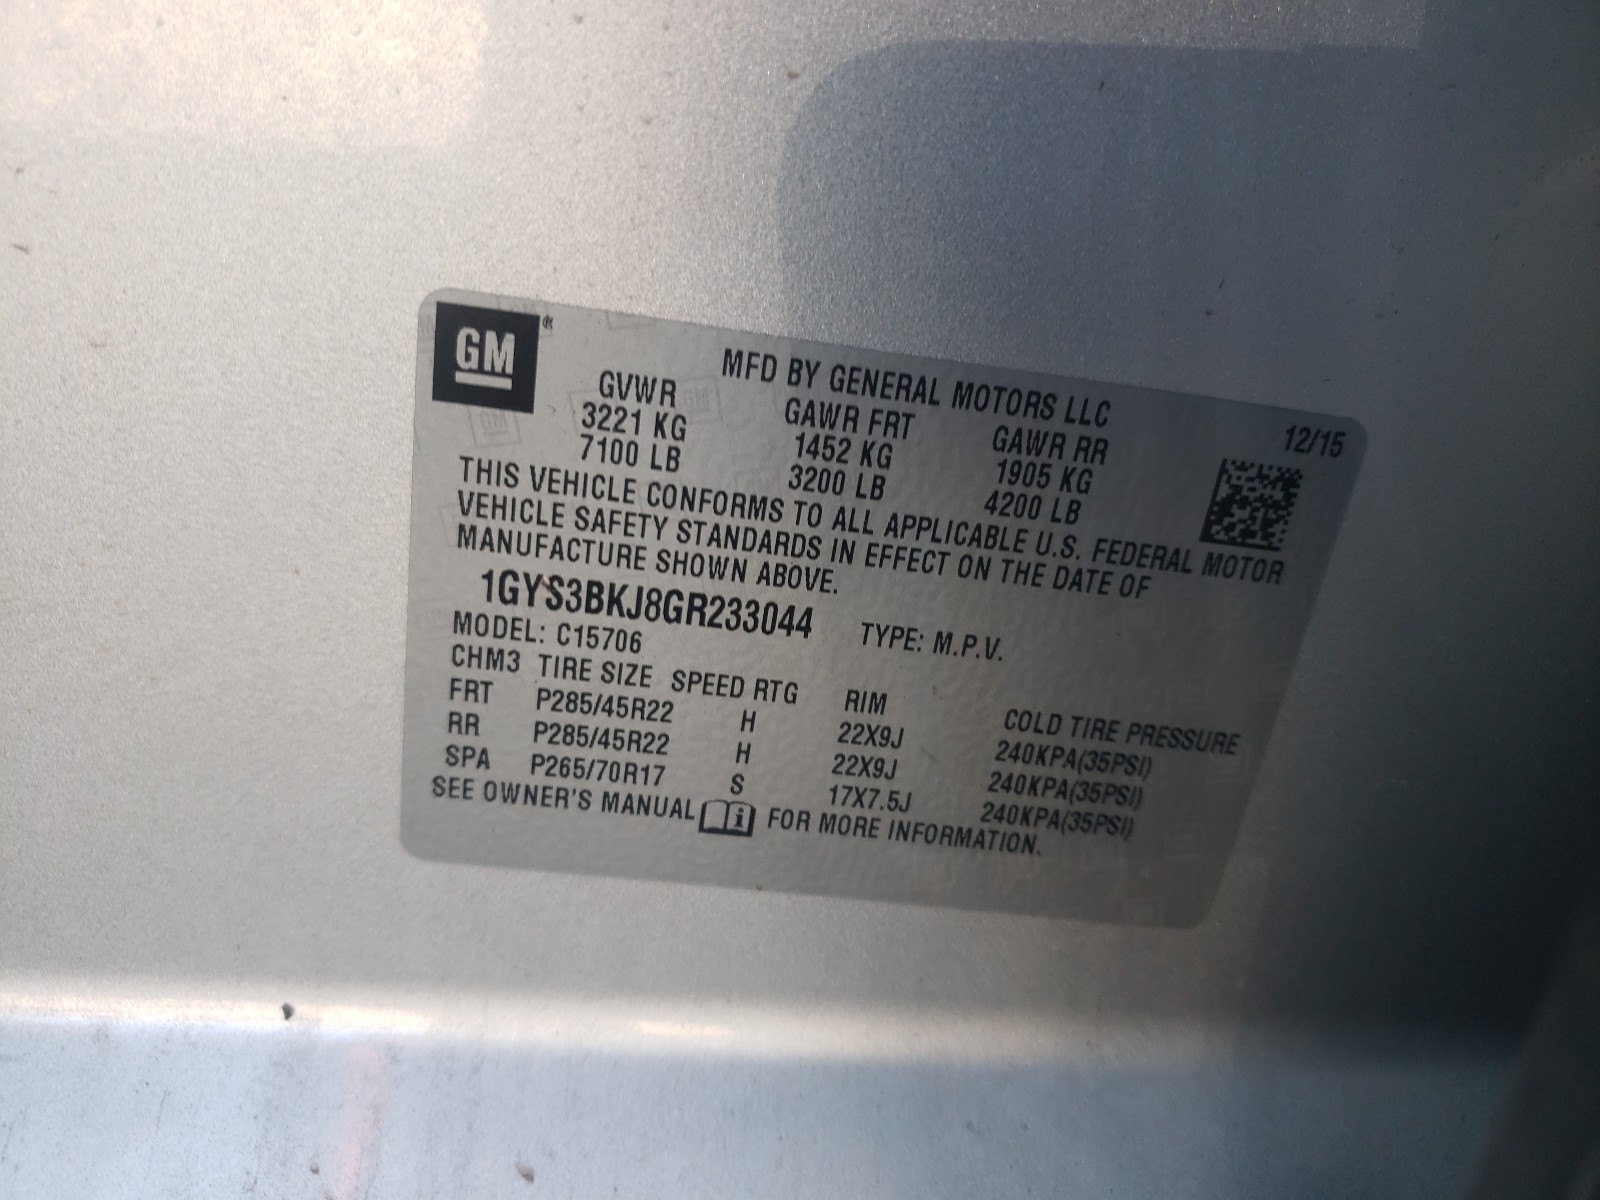 GM ®
MFD BY GENERAL MOTORS LLC
12/15
GVWR GAWR FRT GAWR RR
3221 KG 1452 KG 1905 KG
7100 LB 3200 LB 4200 LB
THIS VEHICLE CONFORMS TO ALL APPLICABLE U.S. FEDERAL MOTOR
VEHICLE SAFETY STANDARDS IN EFFECT ON THE DATE OF
MANUFACTURE SHOWN ABOVE.
1GYS3BKJ8GR233044 TYPE: M.P.V.
MODEL: C15706
CHM3 TIRE SIZE SPEED RTG RIM COLD TIRE PRESSURE
FRT P285/45R22 H 22X9J 240KPA(35PSI)
RR P285/45R22 H 22X9J 240KPA(35PSI)
SPA P265/70R17 S 17X7.5J 240KPA(35PSI)
SEE OWNER'S MANUAL i FOR MORE INFORMATION.